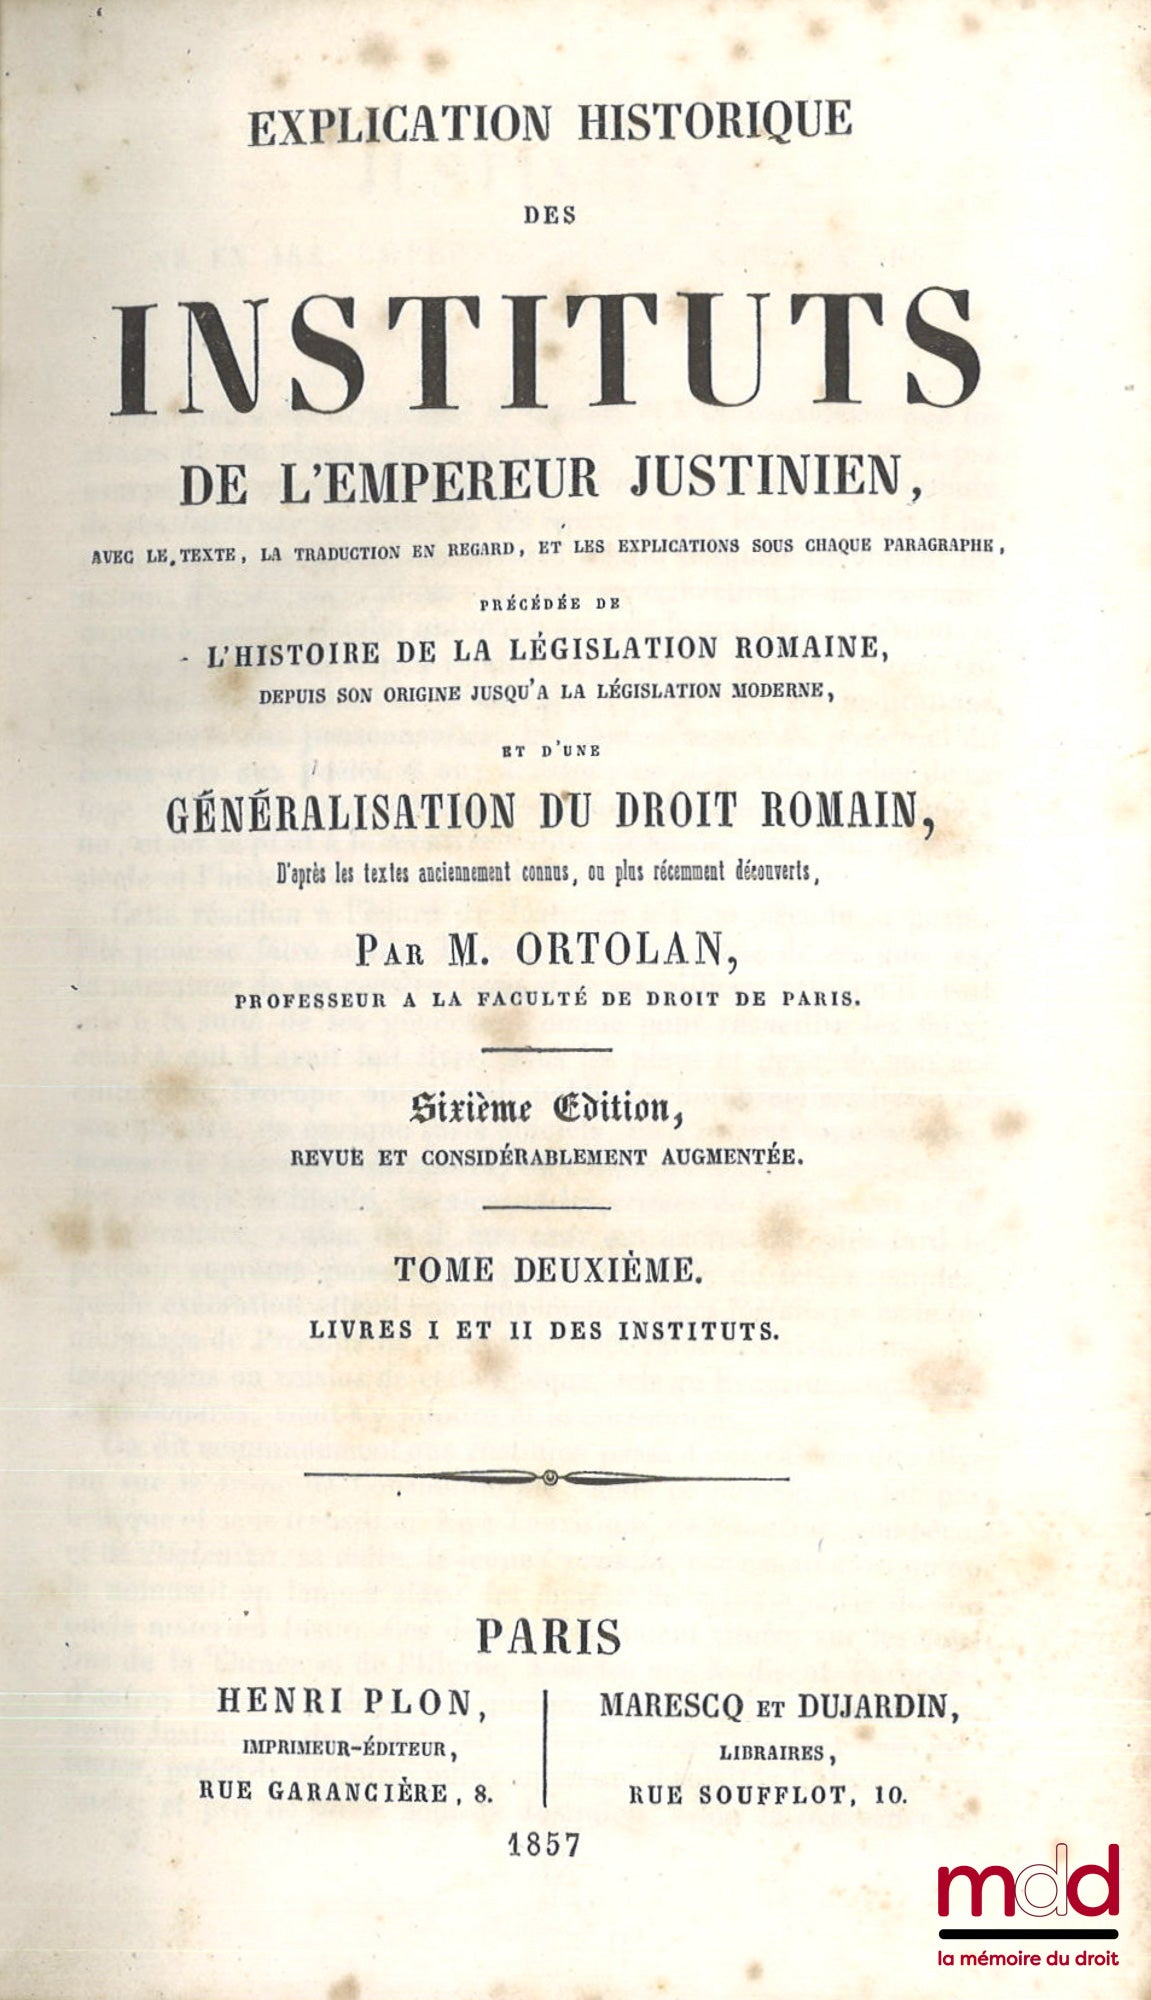 EXPLICATION HISTORIQUE
DES
INSTITUTS
DE L'EMPEREUR JUSTINIEN,
AVEC LE TEXTE, LA TRADUCTION EN REGARD, ET LES EXPLICATIONS SOUS CHAQUE PARAGRAPHE,
PRÉCÉDÉE DE
L'HISTOIRE DE LA LÉGISLATION ROMAINE,
DEPUIS SON ORIGINE JUSQU'A LA LÉGISLATION MODERNE,
ET D'UNE
GÉNÉRALISATION DU DROIT ROMAIN,
D'après les textes anciennement connus, ou plus récemment découverts,
PAR M. ORTOLAN,
PROFESSEUR A LA FACULTÉ DE DROIT DE PARIS.
Sixième Edition,
REVUE ET CONSIDÉRABLEMENT AUGMENTÉE.
TOME DEUXIÈME.
LIVRES I ET II DES INSTITUTS.
PARIS
HENRI PLON,
IMPRIMEUR-ÉDITEUR,
RUE GARANCIÈRE, 8.
MARESCQ ET DUJARDIN,
LIBRAIRES,
RUE SOUFFLOT, 10.
1857
mdd
la mémoire du droit